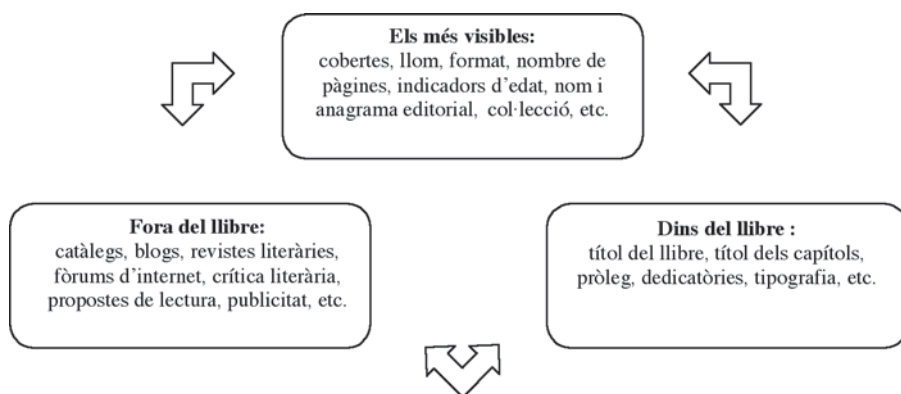 Els més visibles:
cobertes, llom, format, nombre de
pàgines, indicadors d'edat, nom i
anagrama editorial, col·lecció, etc.
Fora del llibre:
catàlegs, blogs, revistes literàries,
fòrums d'internet, crítica literària,
propostes de lectura, publicitat, etc.
Dins del llibre :
títol del llibre, títol dels capítols,
pròleg, dedicatòries, tipografia, etc.